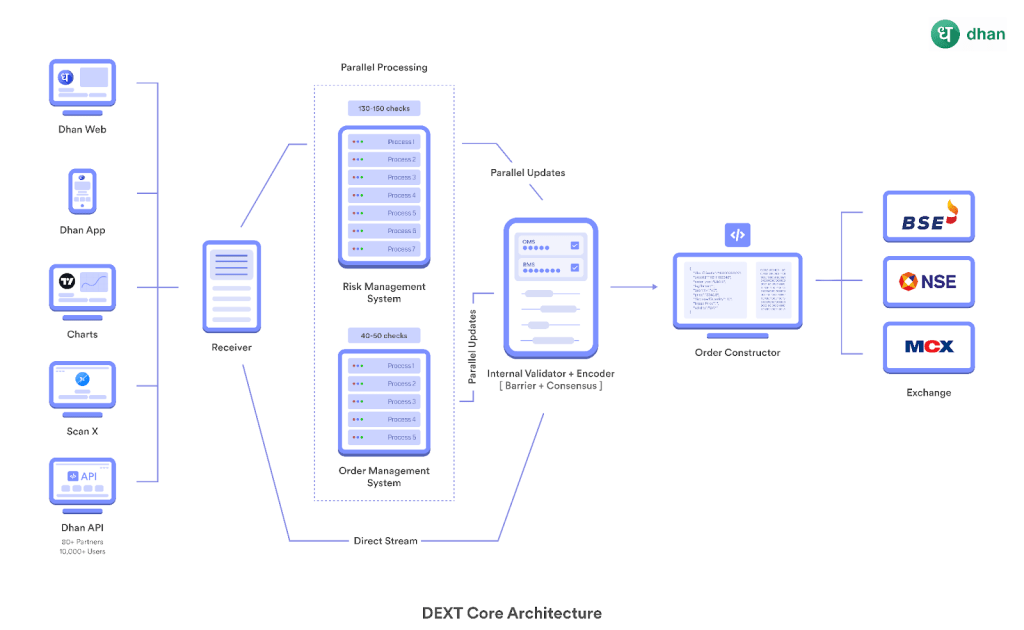 ध dhan
Parallel Processing
130-150 checks
Process 1
Process 2
Process 3
Process 4
Process 5
Process 6
Process 7
Risk Management
System
40-50 checks
Process 1
Process 2
Process 3
Process 4
Process 5
Order Management
System
ध
Dhan Web
Dhan App
Charts
Scan X
API
Dhan API
80+ Partners
10,000+ Users
Receiver
Parallel Updates
Parallel Updates
Direct Stream
OMS
RMS
Internal Validator + Encoder
[ Barrier + Consensus ]
</>
Order Constructor
BSE
NSE
MCX
Exchange
DEXT Core Architecture